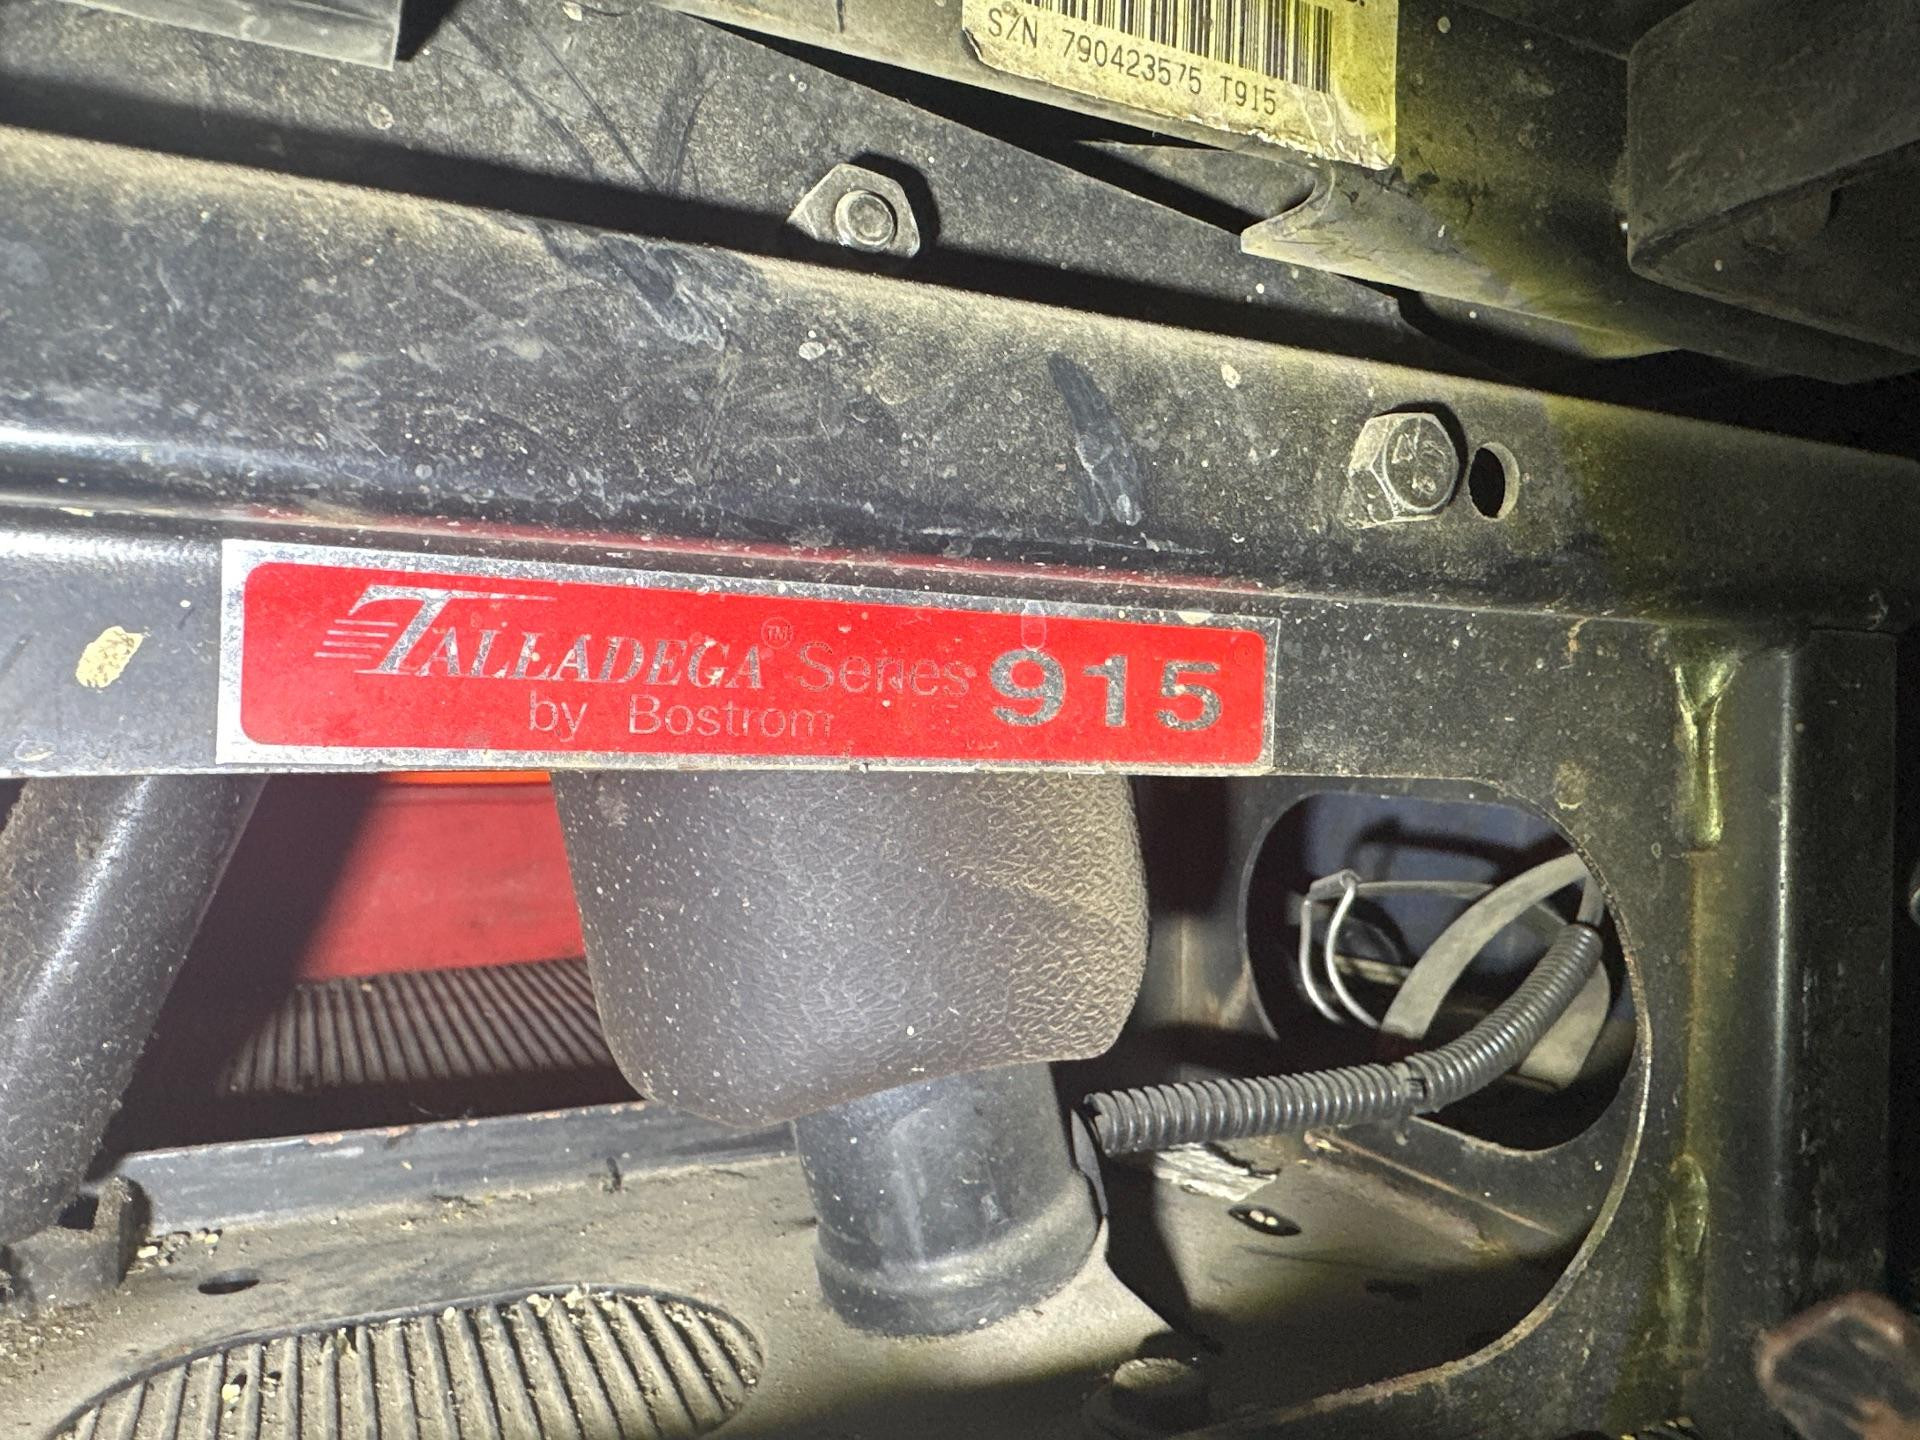 S/N 790423575 T915
TALLADEGA™ Series 915
by Bostrom